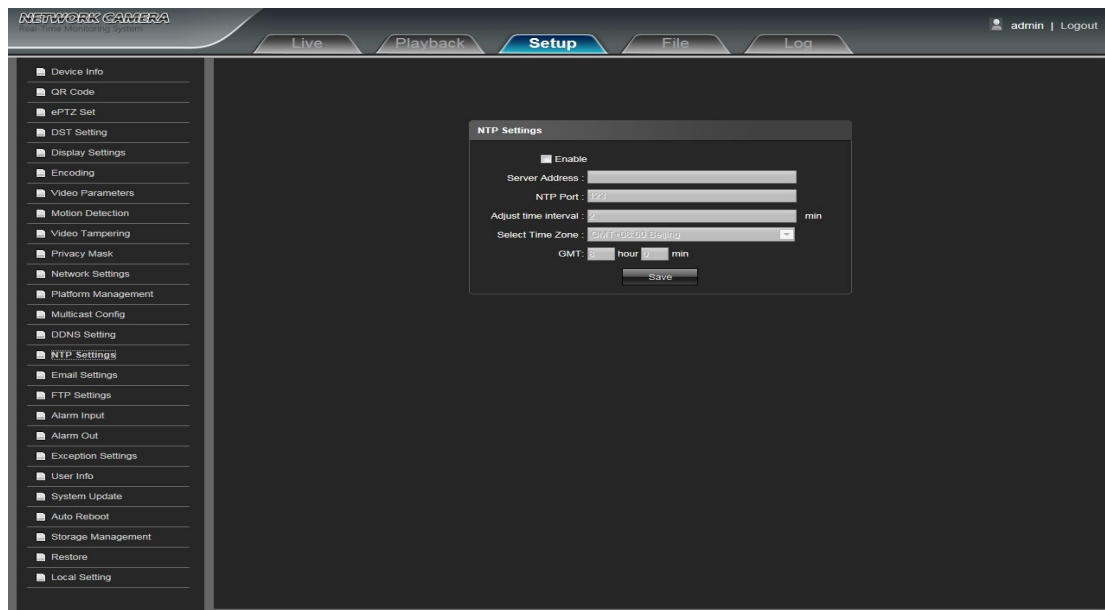 NETWORK CAMERA
Real-Time Monitoring System
admin | Logout
Live
Playback
Setup
File
Log
Device Info
QR Code
ePTZ Set
DST Setting
Display Settings
Encoding
Video Parameters
Motion Detection
Video Tampering
Privacy Mask
Network Settings
Platform Management
Multicast Config
DDNS Setting
NTP Settings
Email Settings
FTP Settings
Alarm Input
Alarm Out
Exception Settings
User Info
System Update
Auto Reboot
Storage Management
Restore
Local Setting
NTP Settings
Enable
Server Address :
NTP Port : 123
Adjust time interval : 2 min
Select Time Zone : GMT+08:00 Beijing
GMT: 8 hour 0 min
Save